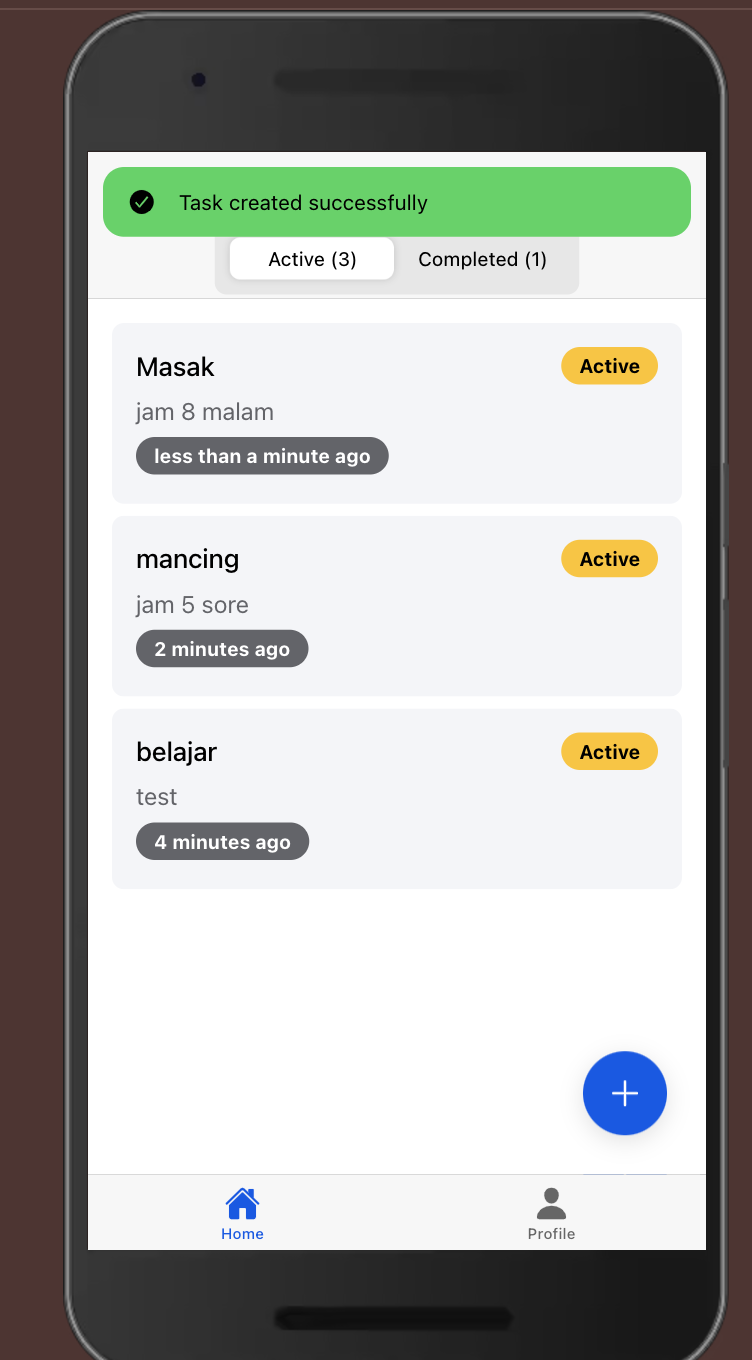 Task created successfully
Active (3)
Completed (1)
Masak
Active
jam 8 malam
less than a minute ago
mancing
Active
jam 5 sore
2 minutes ago
belajar
Active
test
4 minutes ago
Home
Profile